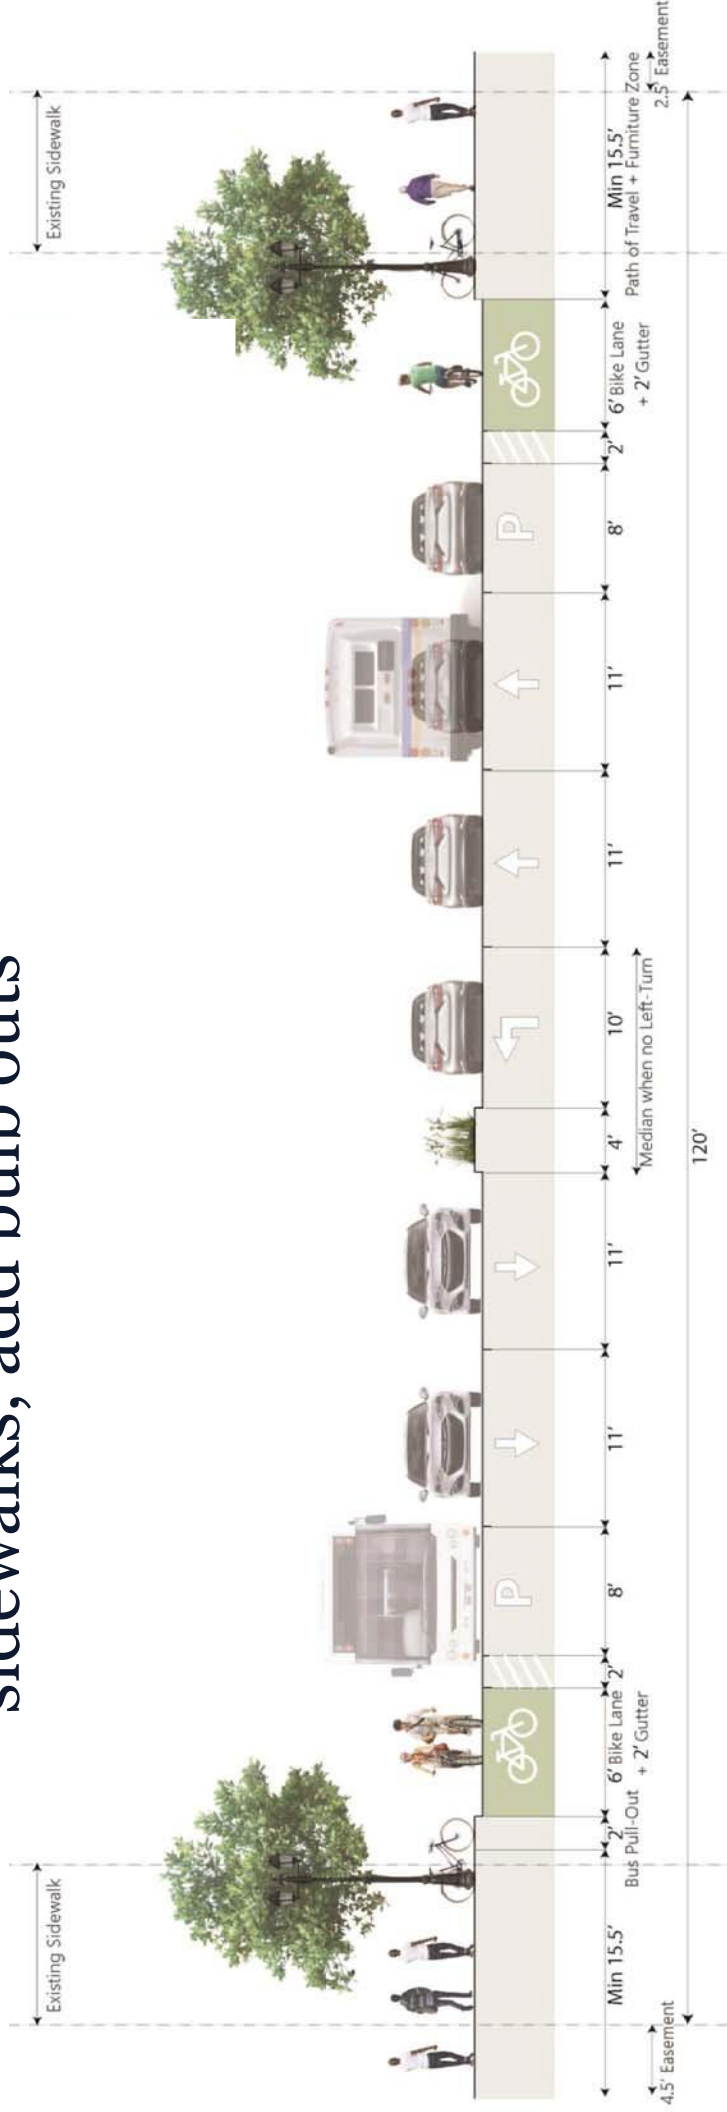 sidewalks, add bulb outs
Existing Sidewalk
Existing Sidewalk
P
P
Min 15.5'
2'
6' Bike Lane
+ 2' Gutter
2'
8'
11'
11'
4'
10'
11'
11'
8'
2'
6' Bike Lane
+ 2' Gutter
Min 15.5'
Path of Travel + Furniture Zone
Bus Pull-Out
Median when no Left-Turn
4.5' Easement
2.5' Easement
120'